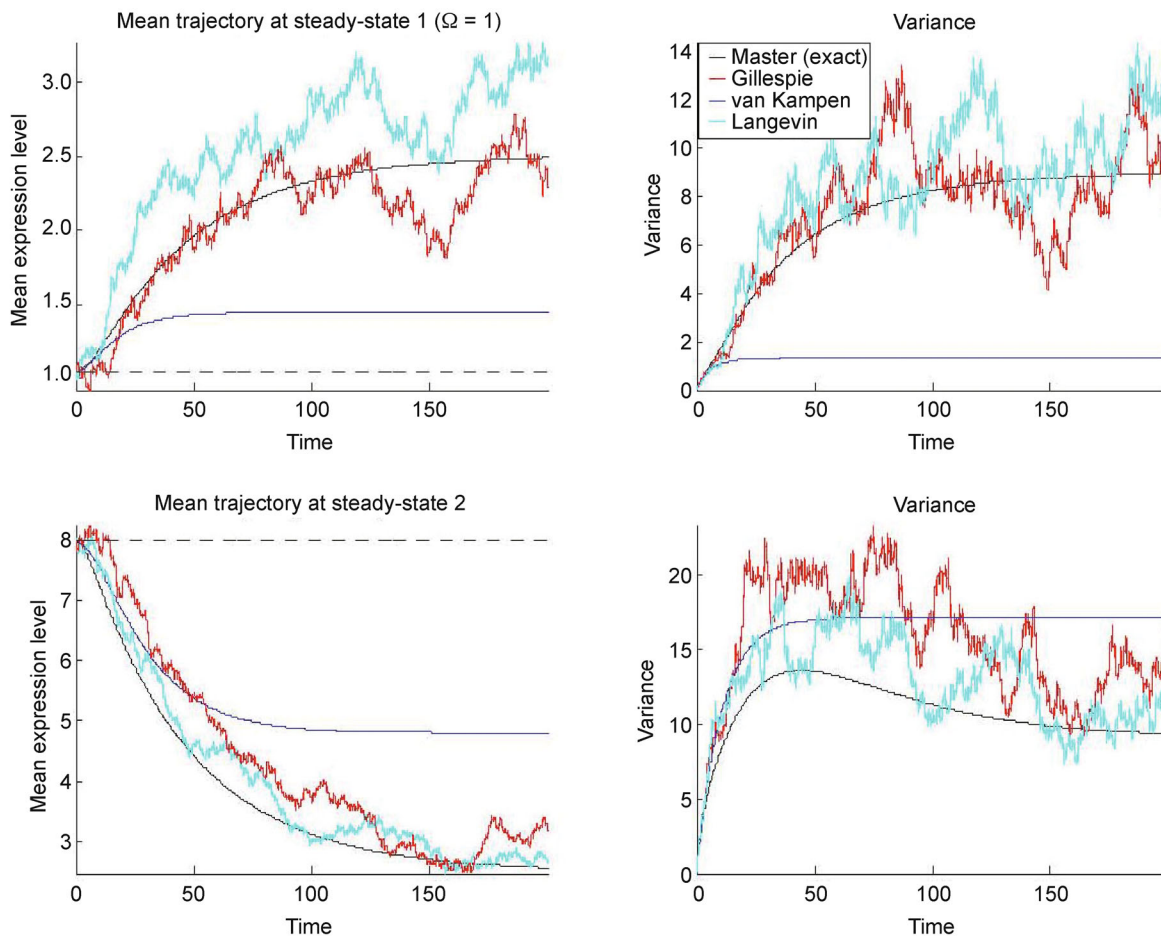 Mean trajectory at steady-state 1 (Ω = 1)
Mean expression level
3.0
2.5
2.0
1.5
1.0
0
50
100
150
Time
Variance
Variance
14
12
10
8
6
4
2
0
Master (exact)
Gillespie
van Kampen
Langevin
0
50
100
150
Time
Mean trajectory at steady-state 2
Mean expression level
8
7
6
5
4
3
0
50
100
150
Time
Variance
Variance
20
15
10
5
0
0
50
100
150
Time